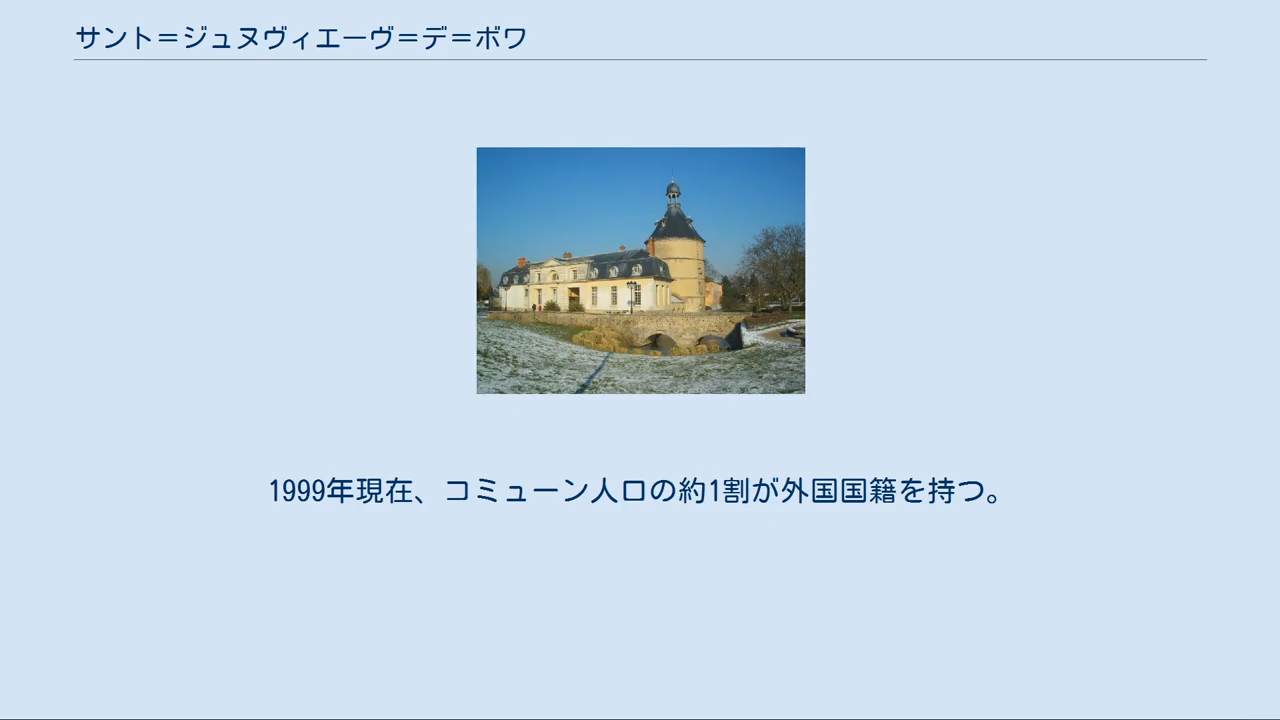 サント＝ジュヌヴィエーヴ＝デ＝ボワ
1999年現在、コミューン人口の約1割が外国国籍を持つ。